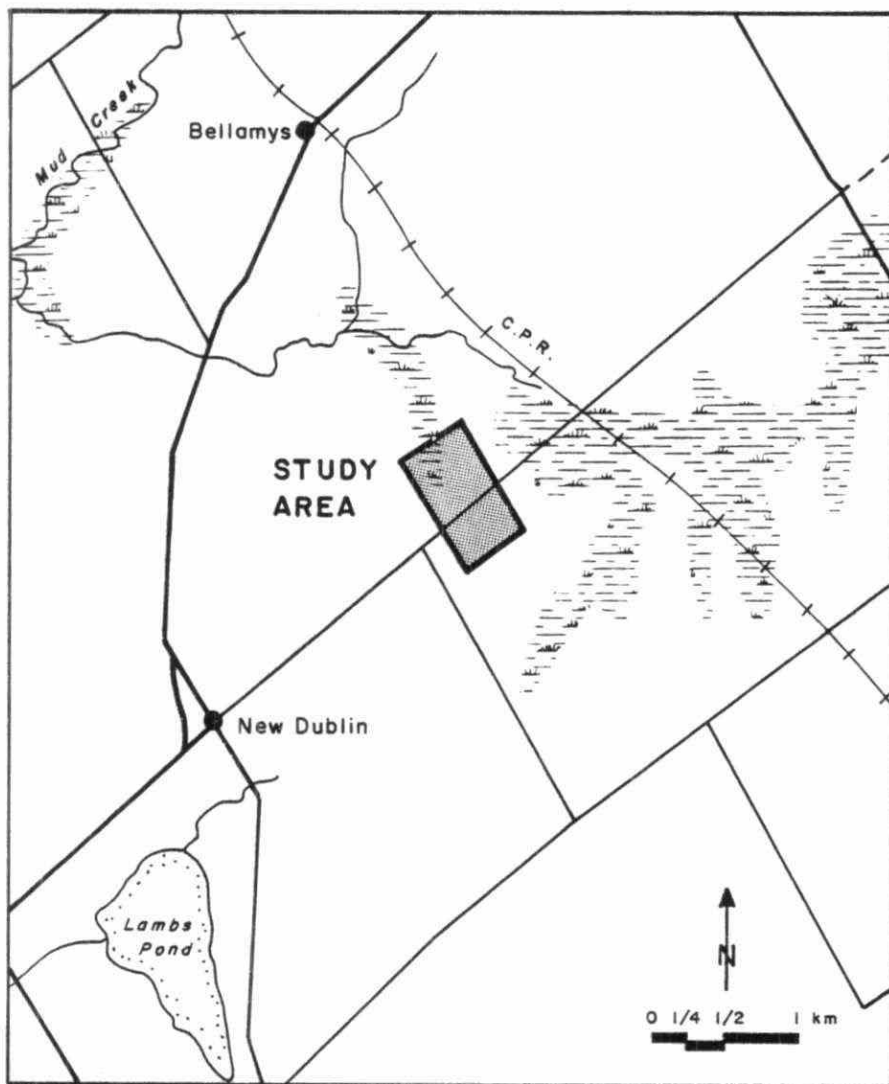 Mud Creek
Bellamys
C.P.R.
STUDY
AREA
New Dublin
Lambs
Pond
N
0 1/4 1/2 1 km